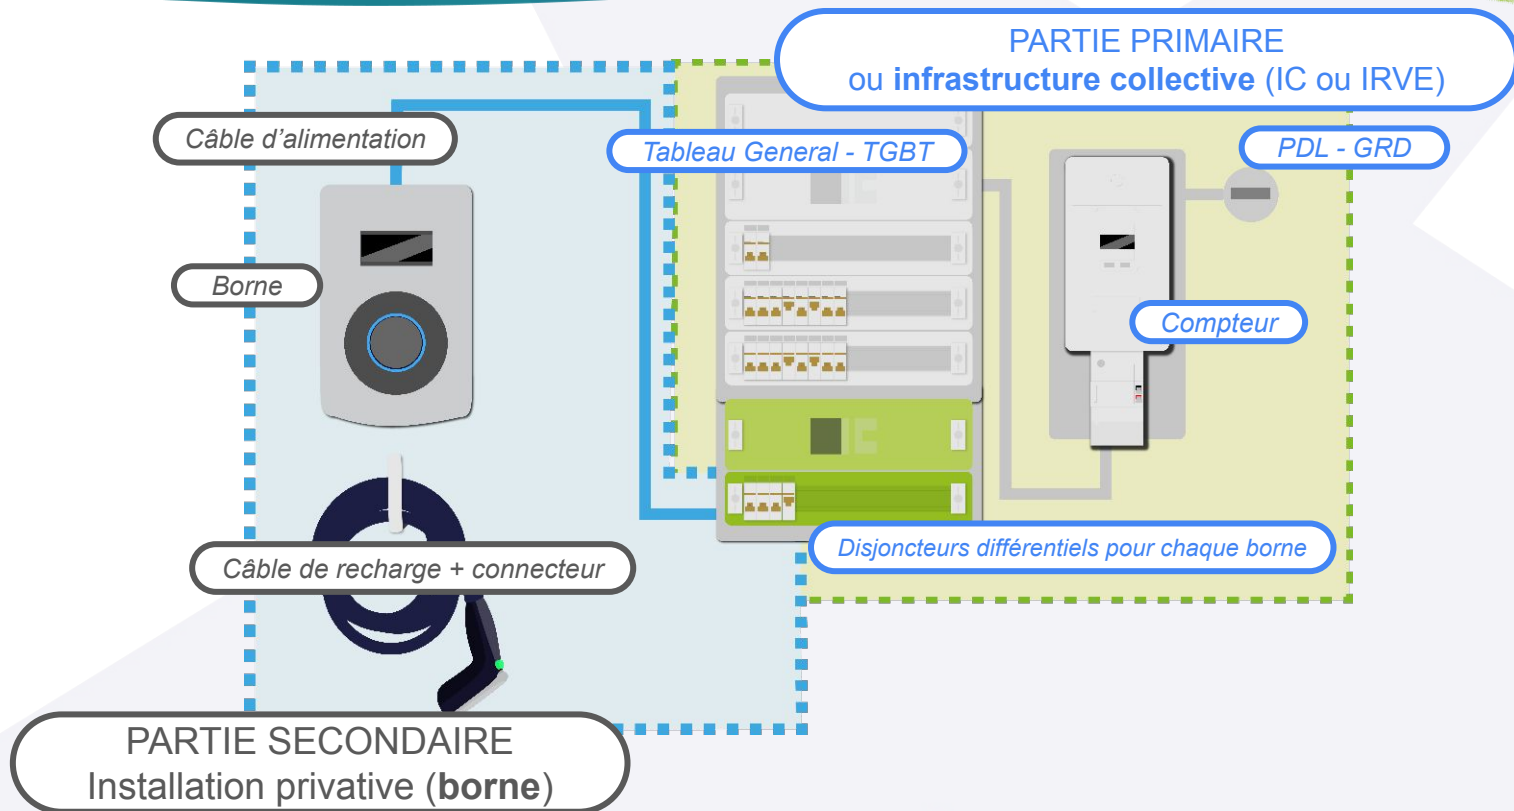 PARTIE PRIMAIRE
ou infrastructure collective (IC ou IRVE)
Câble d'alimentation
Tableau General - TGBT
PDL - GRD
Borne
Compteur
Disjoncteurs différentiels pour chaque borne
Câble de recharge + connecteur
PARTIE SECONDAIRE
Installation privative (borne)